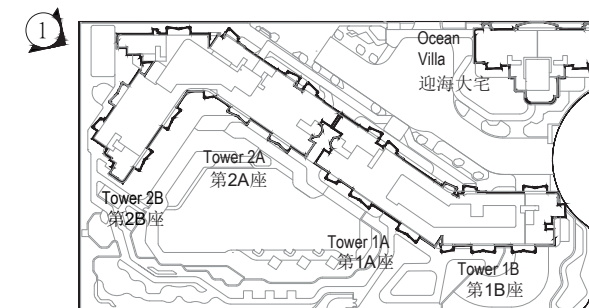 1
Ocean
Villa
迎海大宅
Tower 2A
第2A座
Tower 2B
第2B座
Tower 1A
第1A座
Tower 1B
第1B座